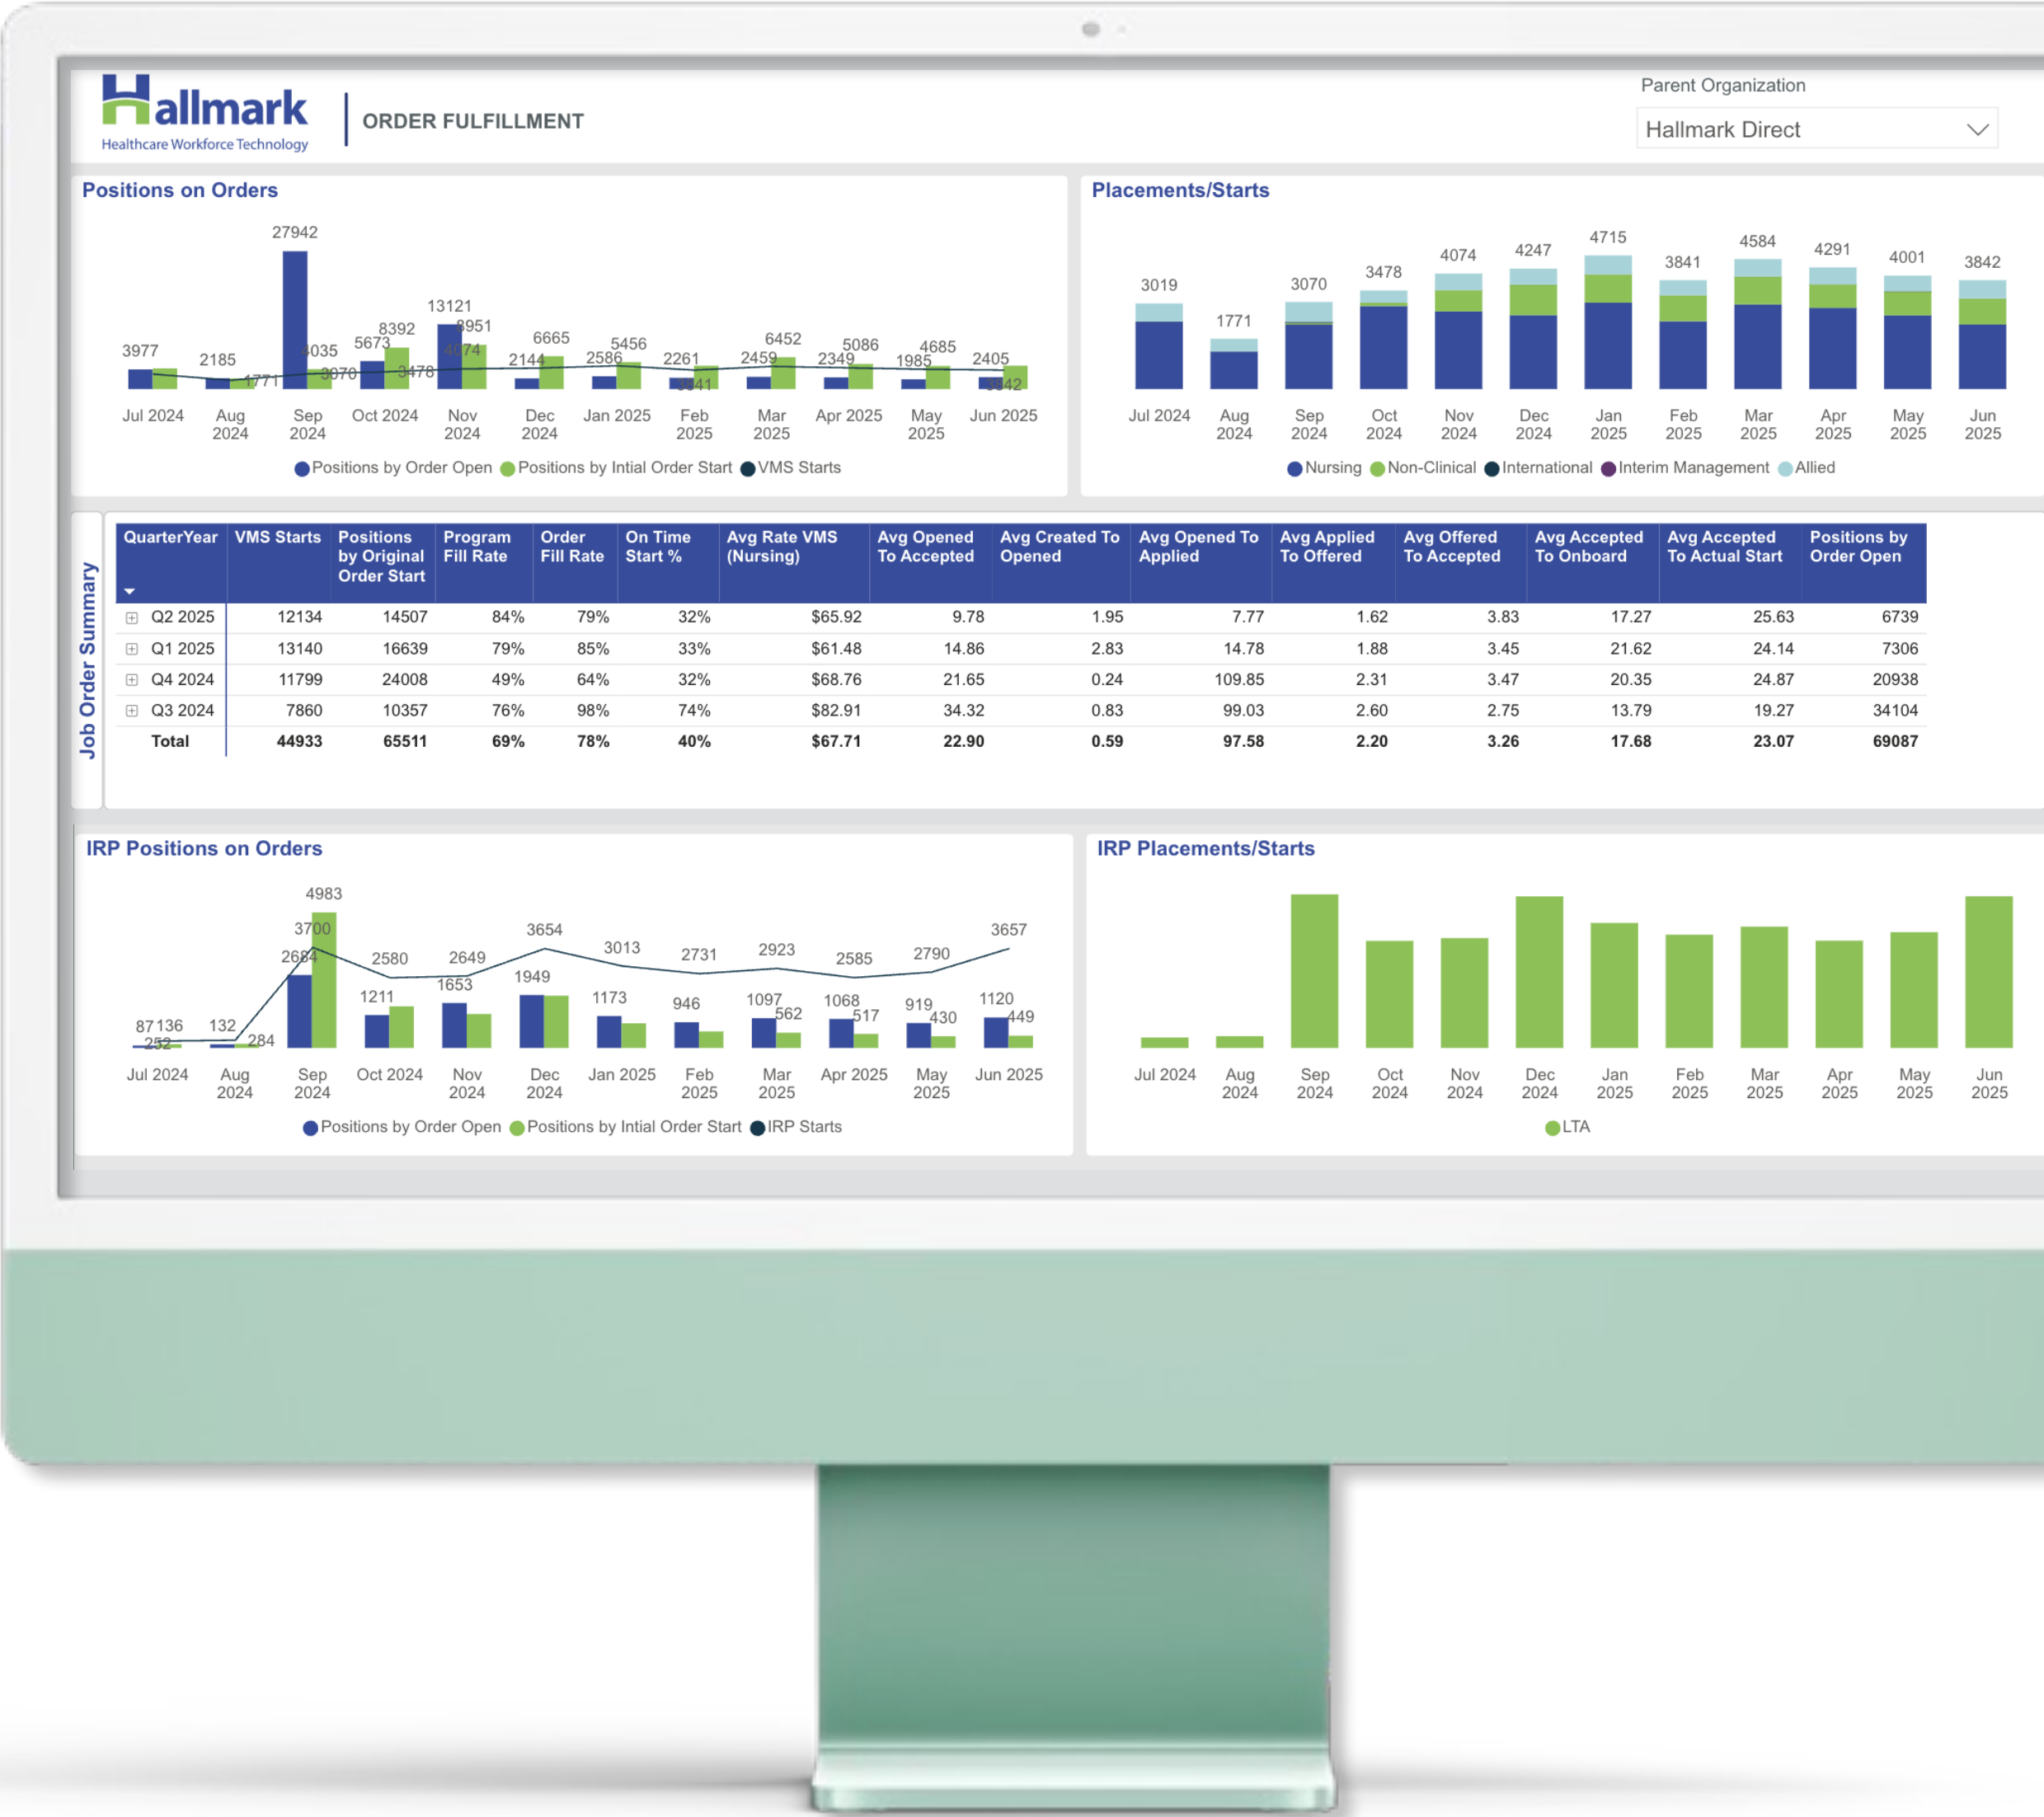 Hallmark
Healthcare Workforce Technology
ORDER FULFILLMENT
Parent Organization
Hallmark Direct
Positions on Orders
27942
13121
8951
8392
5673
4035
4074
3977
2185
1771
3070
3478
2144
6665
2586
5456
2261
3841
2459
6452
2349
5086
1985
4685
2405
3842
Jul 2024 Aug 2024 Sep 2024 Oct 2024 Nov 2024 Dec 2024 Jan 2025 Feb 2025 Mar 2025 Apr 2025 May 2025 Jun 2025
Positions by Order Open Positions by Intial Order Start VMS Starts
Placements/Starts
3019 1771 3070 3478 4074 4247 4715 3841 4584 4291 4001 3842
Jul 2024 Aug 2024 Sep 2024 Oct 2024 Nov 2024 Dec 2024 Jan 2025 Feb 2025 Mar 2025 Apr 2025 May 2025 Jun 2025
Nursing Non-Clinical International Interim Management Allied
Job Order Summary
QuarterYear VMS Starts Positions by Original Order Start Program Fill Rate Order Fill Rate On Time Start % Avg Rate VMS (Nursing) Avg Opened To Accepted Avg Created To Opened Avg Opened To Applied Avg Applied To Offered Avg Offered To Accepted Avg Accepted To Onboard Avg Accepted To Actual Start Positions by Order Open
Q2 2025 12134 14507 84% 79% 32% $65.92 9.78 1.95 7.77 1.62 3.83 17.27 25.63 6739
Q1 2025 13140 16639 79% 85% 33% $61.48 14.86 2.83 14.78 1.88 3.45 21.62 24.14 7306
Q4 2024 11799 24008 49% 64% 32% $68.76 21.65 0.24 109.85 2.31 3.47 20.35 24.87 20938
Q3 2024 7860 10357 76% 98% 74% $82.91 34.32 0.83 99.03 2.60 2.75 13.79 19.27 34104
Total 44933 65511 69% 78% 40% $67.71 22.90 0.59 97.58 2.20 3.26 17.68 23.07 69087
IRP Positions on Orders
4983
3700
2684
87 136
252
132
284
2580
1211
2649
1653
3654
1949
3013
1173
2731
946
2923
1097
562
2585
1068
517
2790
919
430
3657
1120
449
Jul 2024 Aug 2024 Sep 2024 Oct 2024 Nov 2024 Dec 2024 Jan 2025 Feb 2025 Mar 2025 Apr 2025 May 2025 Jun 2025
Positions by Order Open Positions by Intial Order Start IRP Starts
IRP Placements/Starts
Jul 2024 Aug 2024 Sep 2024 Oct 2024 Nov 2024 Dec 2024 Jan 2025 Feb 2025 Mar 2025 Apr 2025 May 2025 Jun 2025
LTA